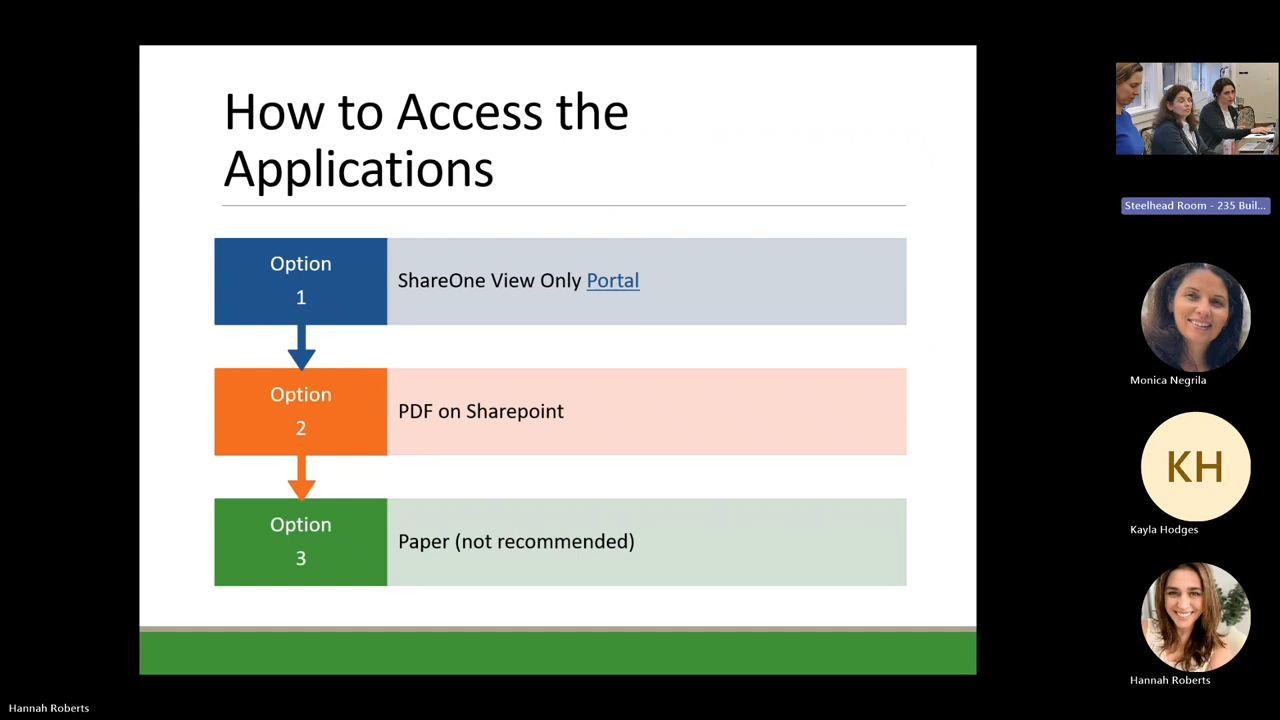 How to Access the
Applications
Option
1
ShareOne View Only Portal
Option
2
PDF on Sharepoint
Option
3
Paper (not recommended)
Steelhead Room - 235 Buil...
Monica Negrila
KH
Kayla Hodges
Hannah Roberts
Hannah Roberts